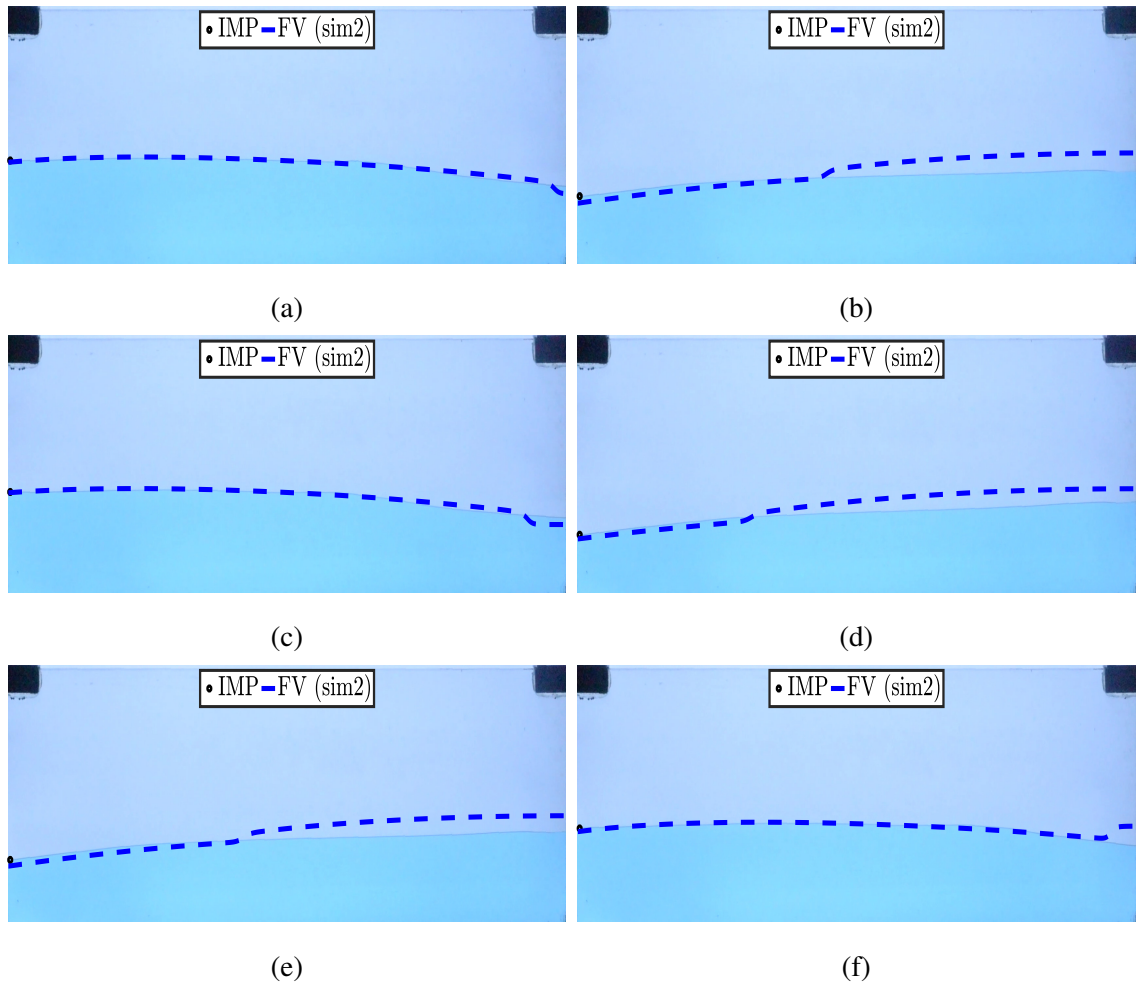 IMP FV (sim2)
IMP FV (sim2)
(a)
(b)
IMP FV (sim2)
IMP FV (sim2)
(c)
(d)
IMP FV (sim2)
IMP FV (sim2)
(e)
(f)